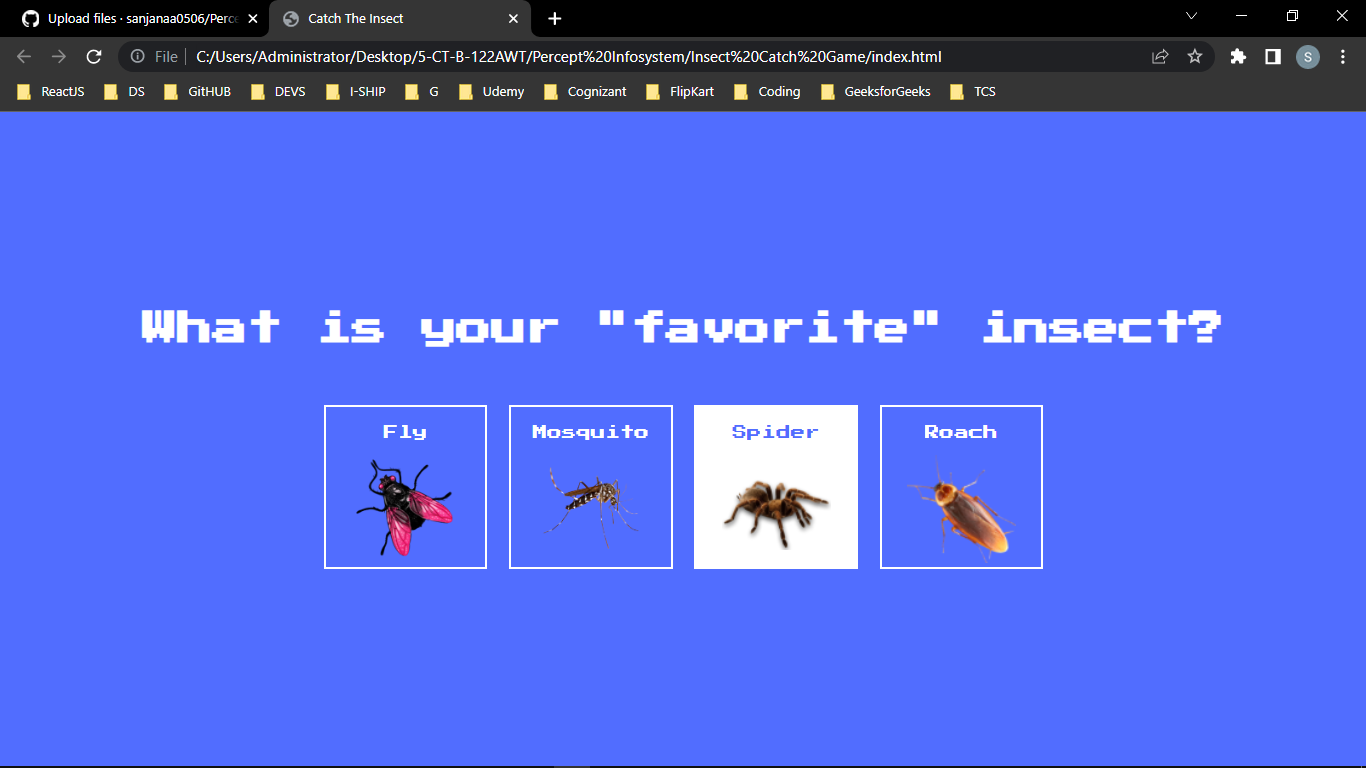 Upload files · sanjanaa0506/Perce
Catch The Insect
File
C:/Users/Administrator/Desktop/5-CT-B-122AWT/Percept%20Infosystem/Insect%20Catch%20Game/index.html
S
ReactJS DS GitHUB DEVS I-SHIP G Udemy Cognizant FlipKart Coding GeeksforGeeks TCS
What is your "favorite" insect?
Fly Mosquito Spider Roach